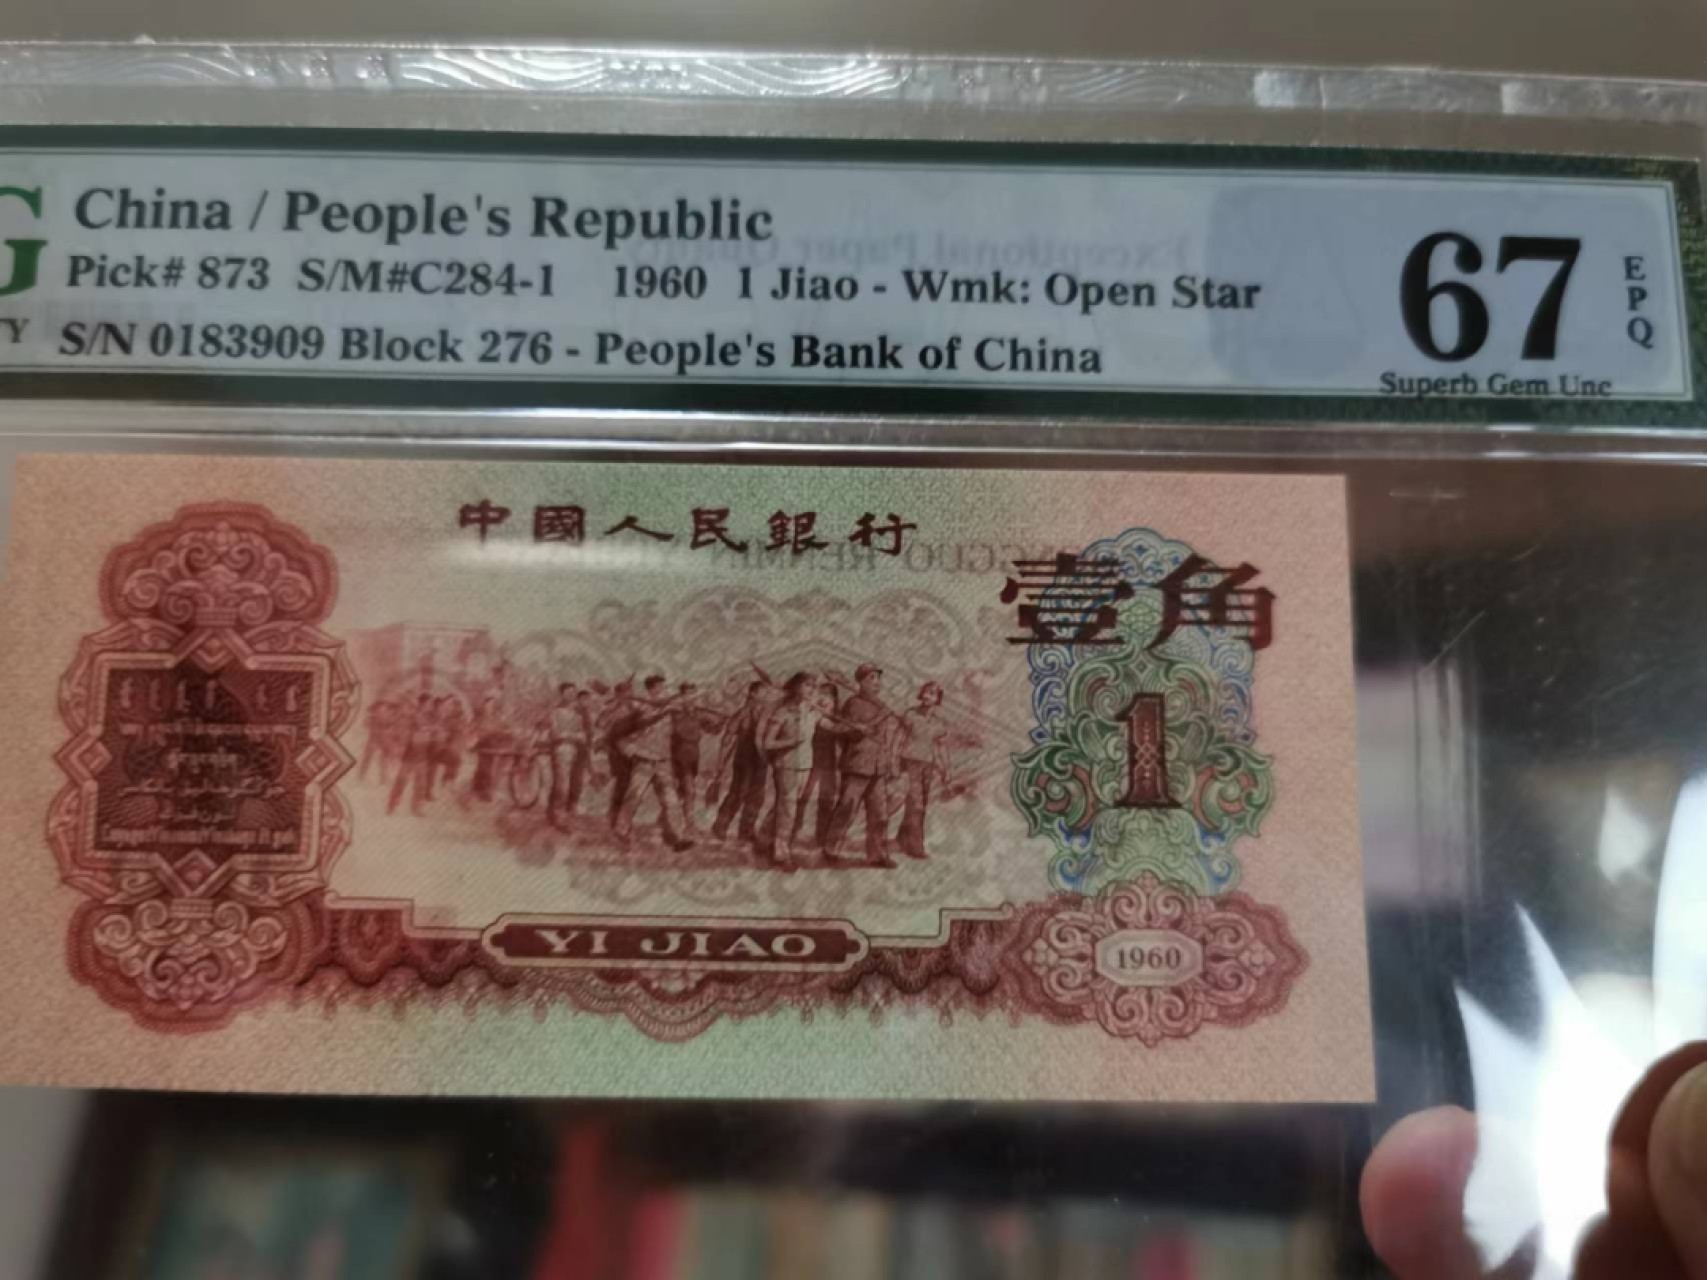 China / People's Republic
Pick# 873 S/M#C284-1 1960 1 Jiao - Wmk: Open Star
S/N 0183909 Block 276 - People's Bank of China
67
EPQ
Superb Gem Unc
中國人民銀行
壹角
1
YI JIAO
1960